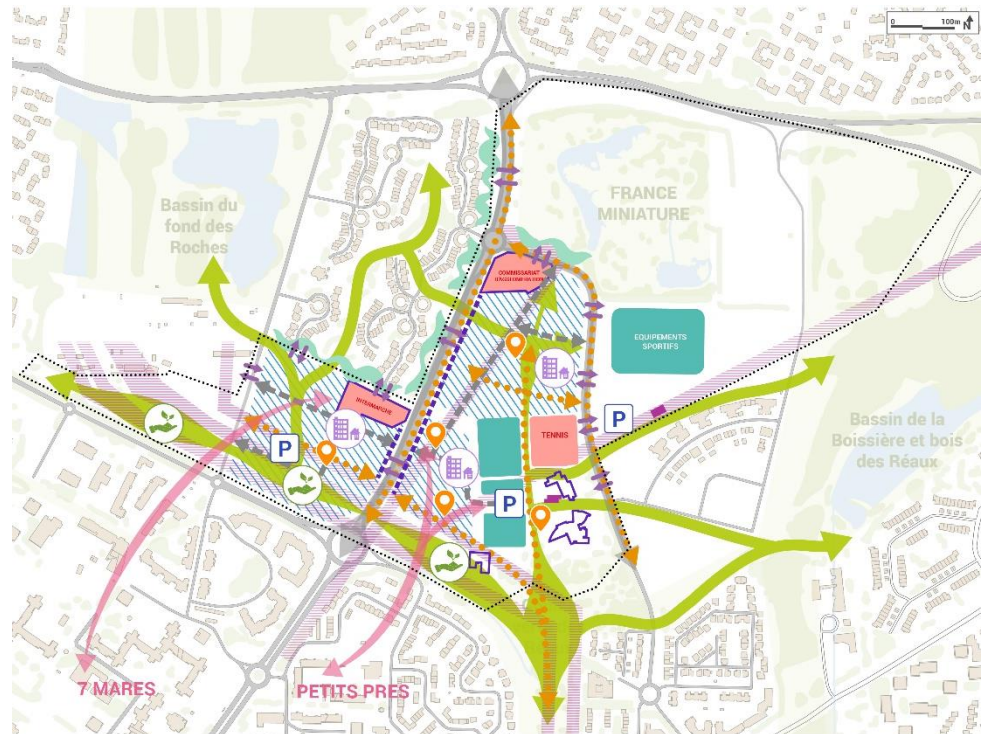 0 100m N
Bassin du
fond des
Roches
FRANCE
MINIATURE
COMMISSARIAT
EQUIPEMENTS
SPORTIFS
INTERMARCHE
TENNIS
P
P
P
Bassin de la
Boissière et bois
des Réaux
7 MARES
PETITS PRES